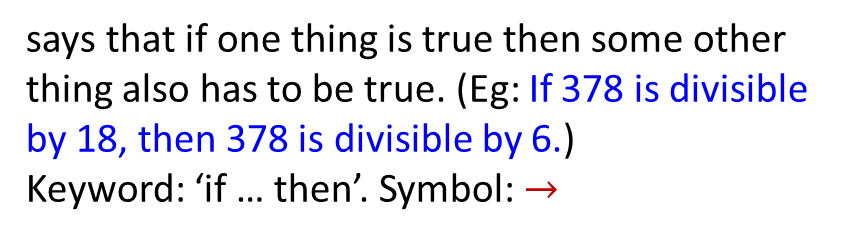 says that if one thing is true then some other
thing also has to be true. (Eg: If 378 is divisible
by 18, then 378 is divisible by 6.)
Keyword: ‘if … then’. Symbol: →